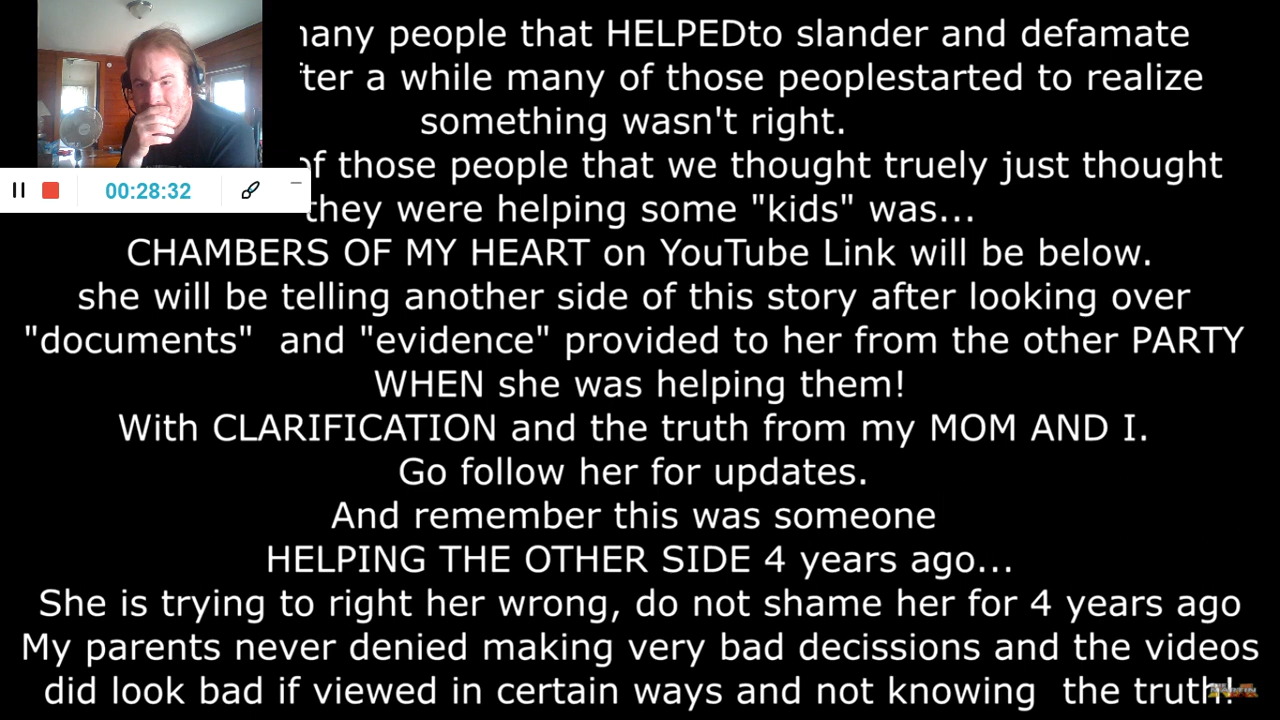 many people that HELPEDto slander and defamate
fter a while many of those peoplestarted to realize
something wasn't right.
of those people that we thought truely just thought
00:28:32
they were helping some "kids" was...
CHAMBERS OF MY HEART on YouTube Link will be below.
she will be telling another side of this story after looking over
"documents" and "evidence" provided to her from the other PARTY
WHEN she was helping them!
With CLARIFICATION and the truth from my MOM AND I.
Go follow her for updates.
And remember this was someone
HELPING THE OTHER SIDE 4 years ago...
She is trying to right her wrong, do not shame her for 4 years ago
My parents never denied making very bad decissions and the videos
did look bad if viewed in certain ways and not knowing the truth!